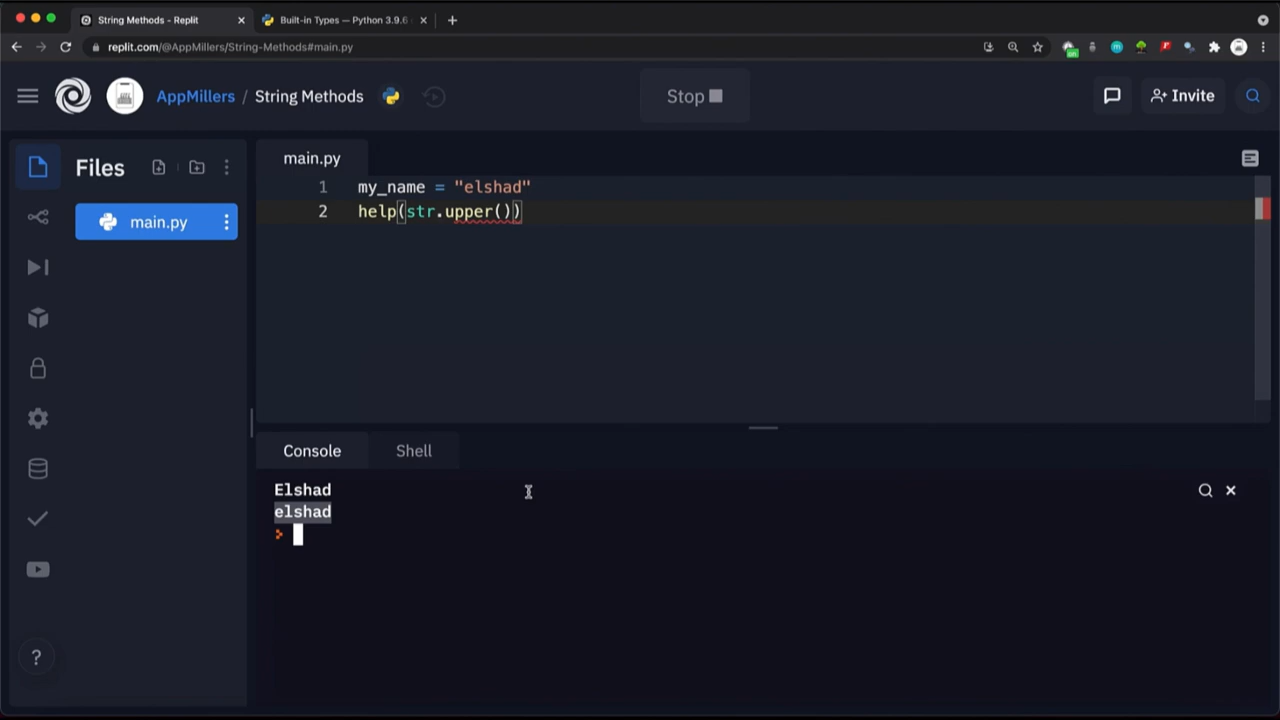 String Methods - Replit
Built-in Types — Python 3.9.6
replit.com/@AppMillers/String-Methods#main.py
AppMillers / String Methods
Stop
Invite
Files
main.py
main.py
1 my_name = "elshad"
2 help(str.upper())
Console
Shell
Elshad
elshad
>
?